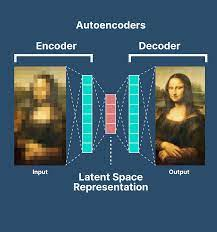 Autoencoders
Encoder
Decoder
Input
Output
Latent Space
Representation